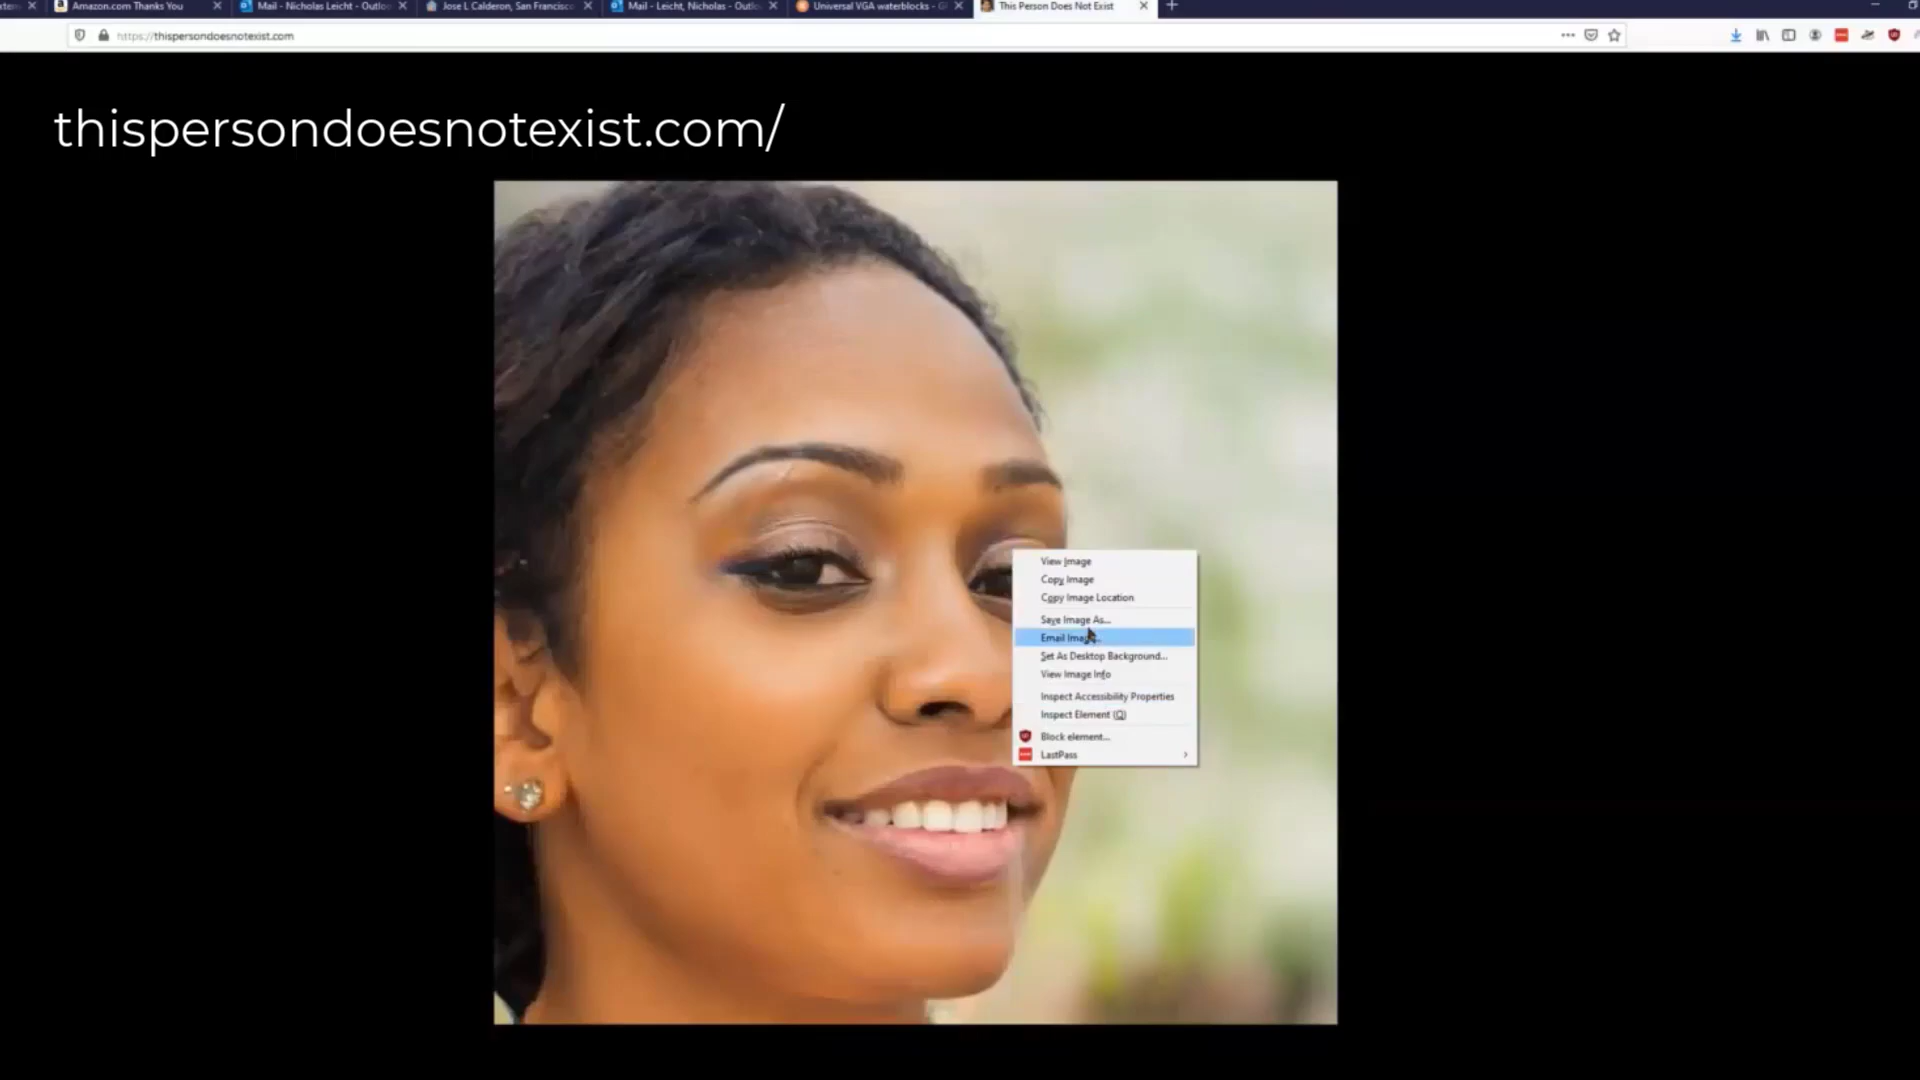 Amazon.com Thanks You
Mail - Nicholas Leicht - Outlo
Jose L Calderon, San Francisco
Mail - Leicht, Nicholas - Outlo
Universal VGA waterblocks -
This Person Does Not Exist
https://thispersondoesnotexist.com
thispersondoesnotexist.com/
View Image
Copy Image
Copy Image Location
Save Image As...
Email Image...
Set As Desktop Background...
View Image Info
Inspect Accessibility Properties
Inspect Element (Q)
Block element...
LastPass